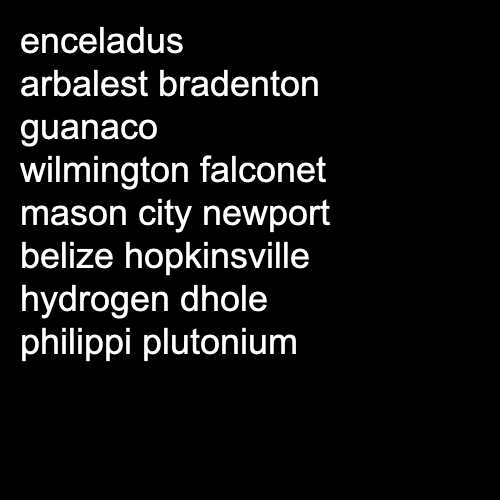 enceladus
arbalest bradenton
guanaco
wilmington falconet
mason city newport
belize hopkinsville
hydrogen dhole
philippi plutonium